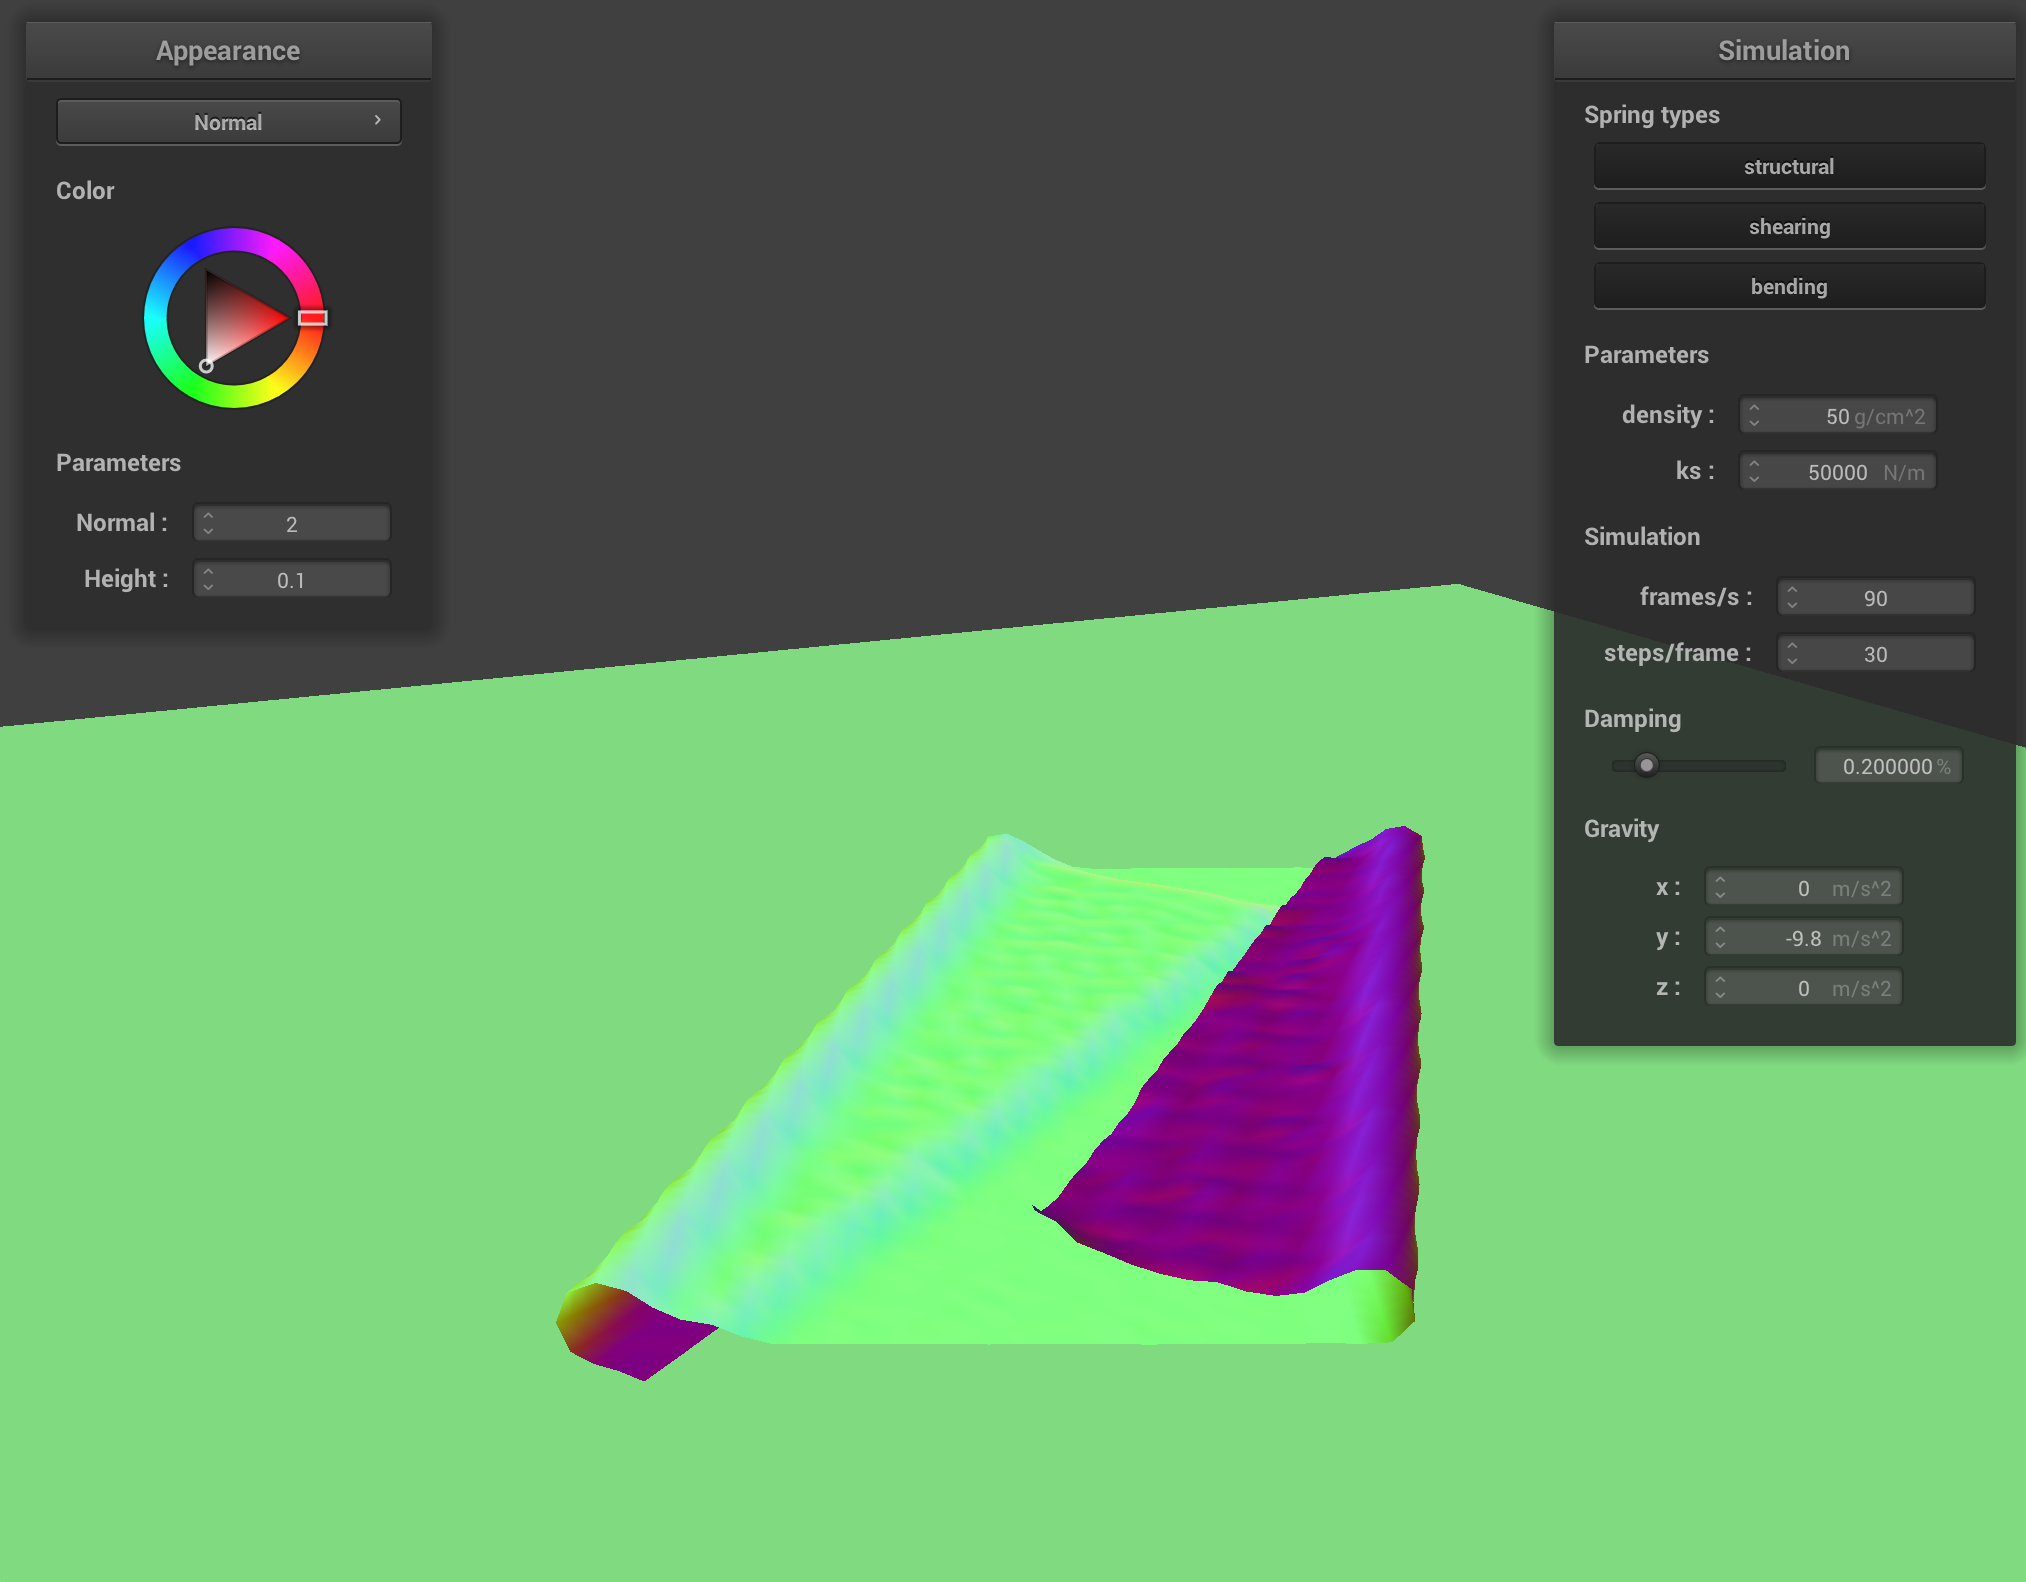 Appearance
Normal
Color
Parameters
Normal : 2
Height : 0.1
Simulation
Spring types
structural
shearing
bending
Parameters
density : 50 g/cm^2
ks : 50000 N/m
Simulation
frames/s : 90
steps/frame : 30
Damping
0.200000 %
Gravity
x : 0 m/s^2
y : -9.8 m/s^2
z : 0 m/s^2